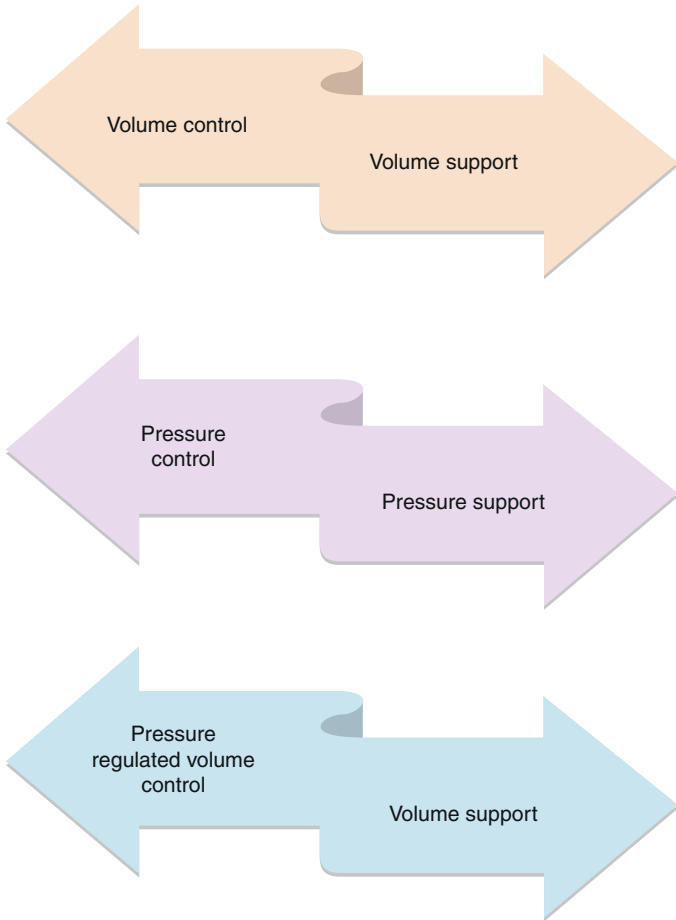 Volume control
Volume support
Pressure
control
Pressure support
Pressure
regulated volume
control
Volume support